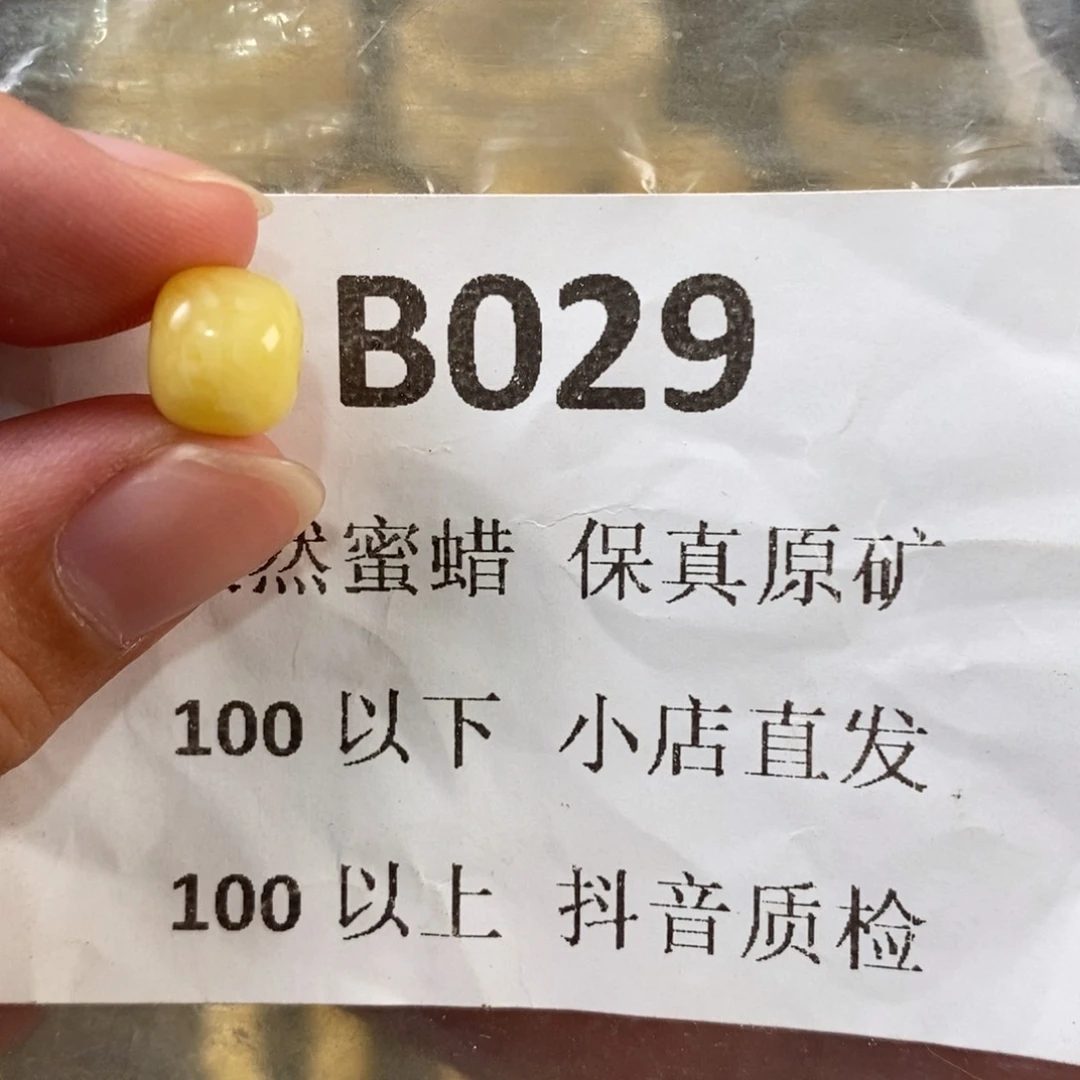 B029
然蜜蜡 保真原矿
100 以下 小店直发
100 以上 抖音质检